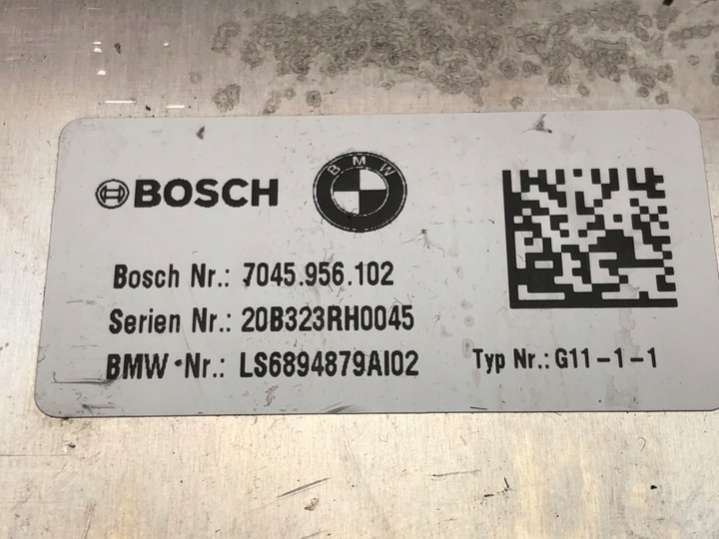 BOSCH BMW
Bosch Nr.: 7045.956.102
Serien Nr.: 20B323RH0045
BMW-Nr.: LS6894879AI02 Typ Nr.: G11-1-1